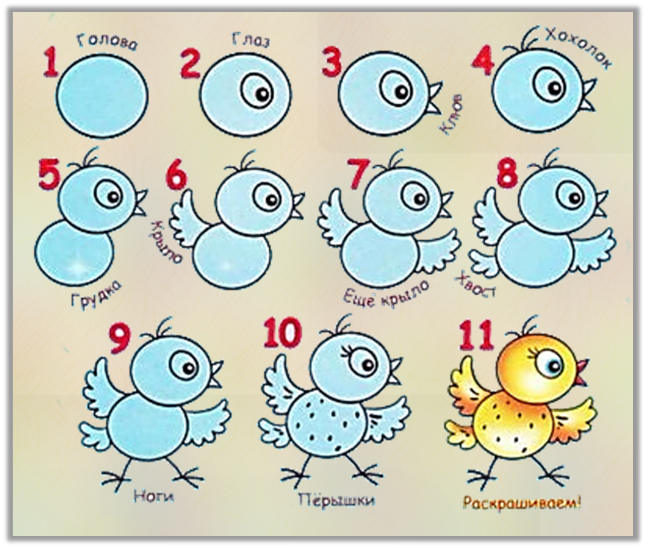 1 Голова
2 Глаз
3 Клюв
4 Хохолок
5 Грудка
6 Крыло
7 Ещё крыло
8 Хвост
9 Ноги
10 Пёрышки
11 Раскрашиваем!